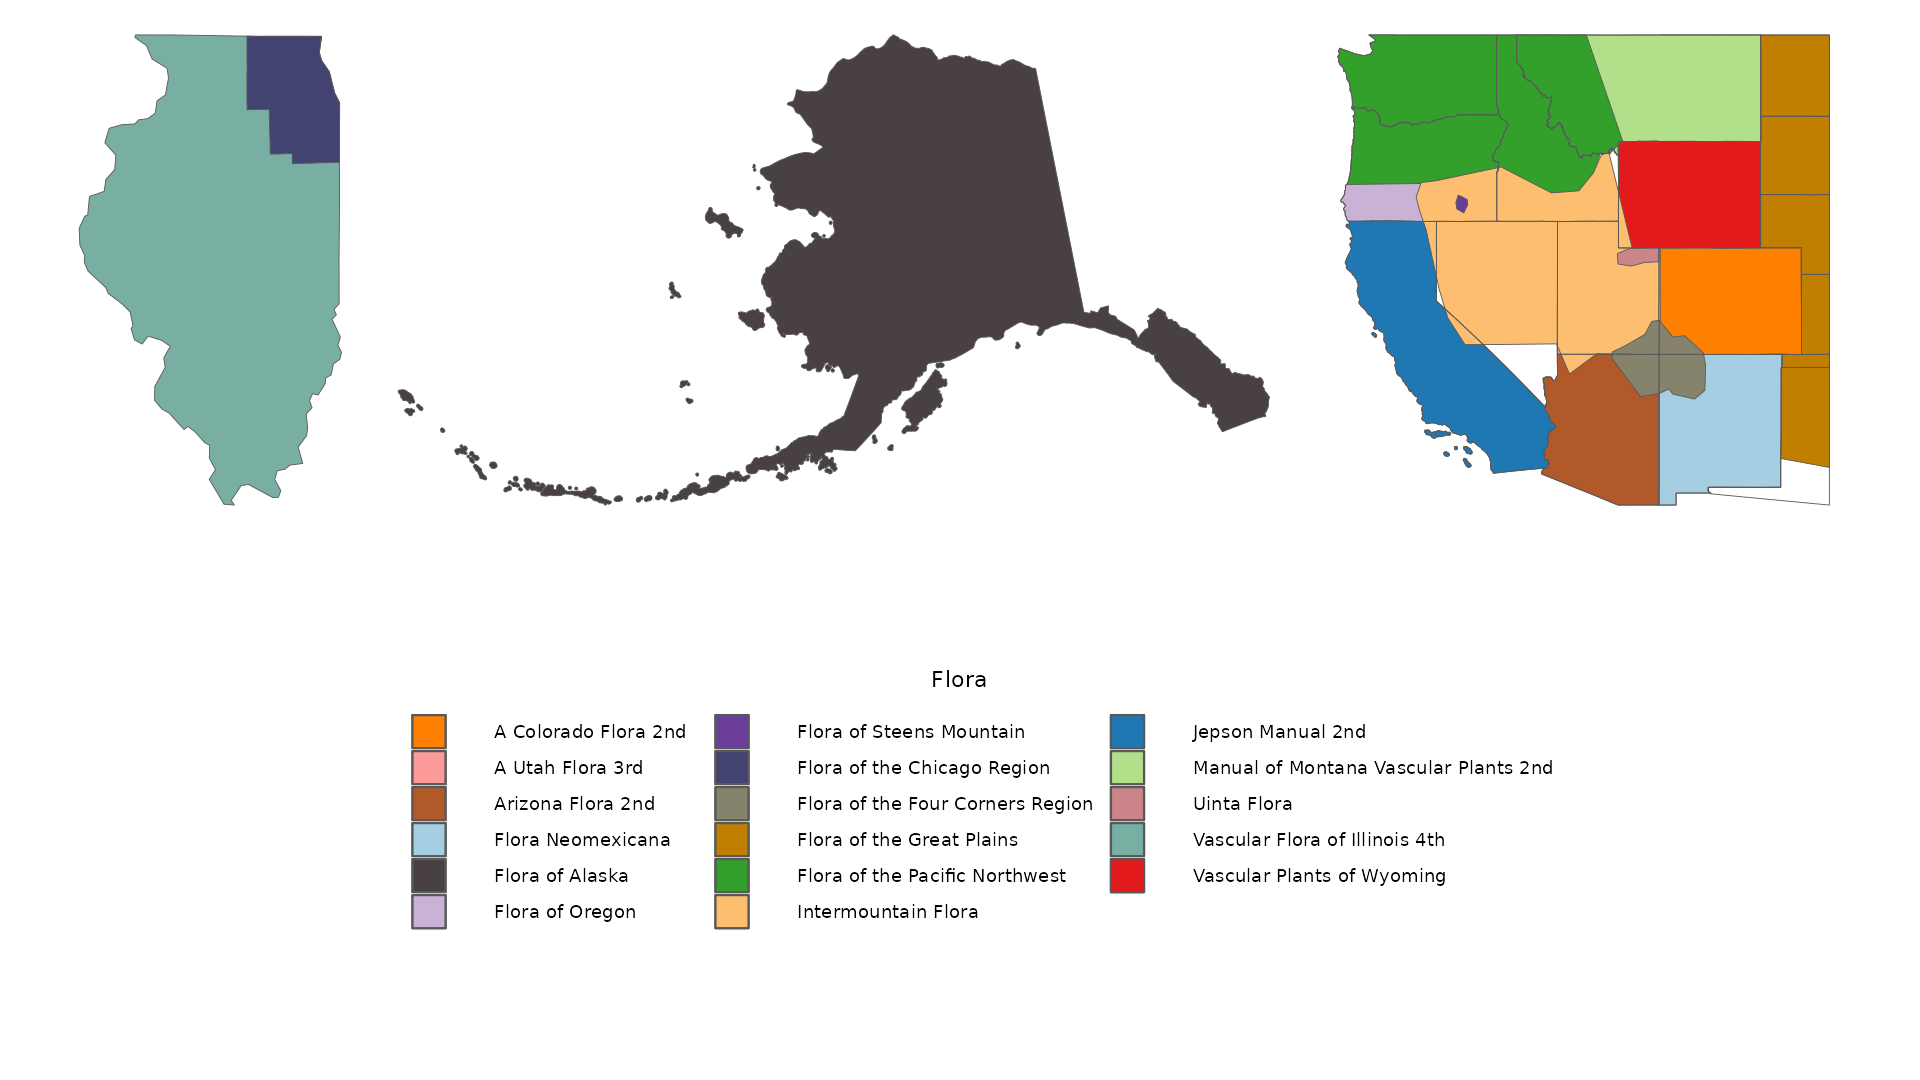 Flora
A Colorado Flora 2nd
A Utah Flora 3rd
Arizona Flora 2nd
Flora Neomexicana
Flora of Alaska
Flora of Oregon
Flora of Steens Mountain
Flora of the Chicago Region
Flora of the Four Corners Region
Flora of the Great Plains
Flora of the Pacific Northwest
Intermountain Flora
Jepson Manual 2nd
Manual of Montana Vascular Plants 2nd
Uinta Flora
Vascular Flora of Illinois 4th
Vascular Plants of Wyoming